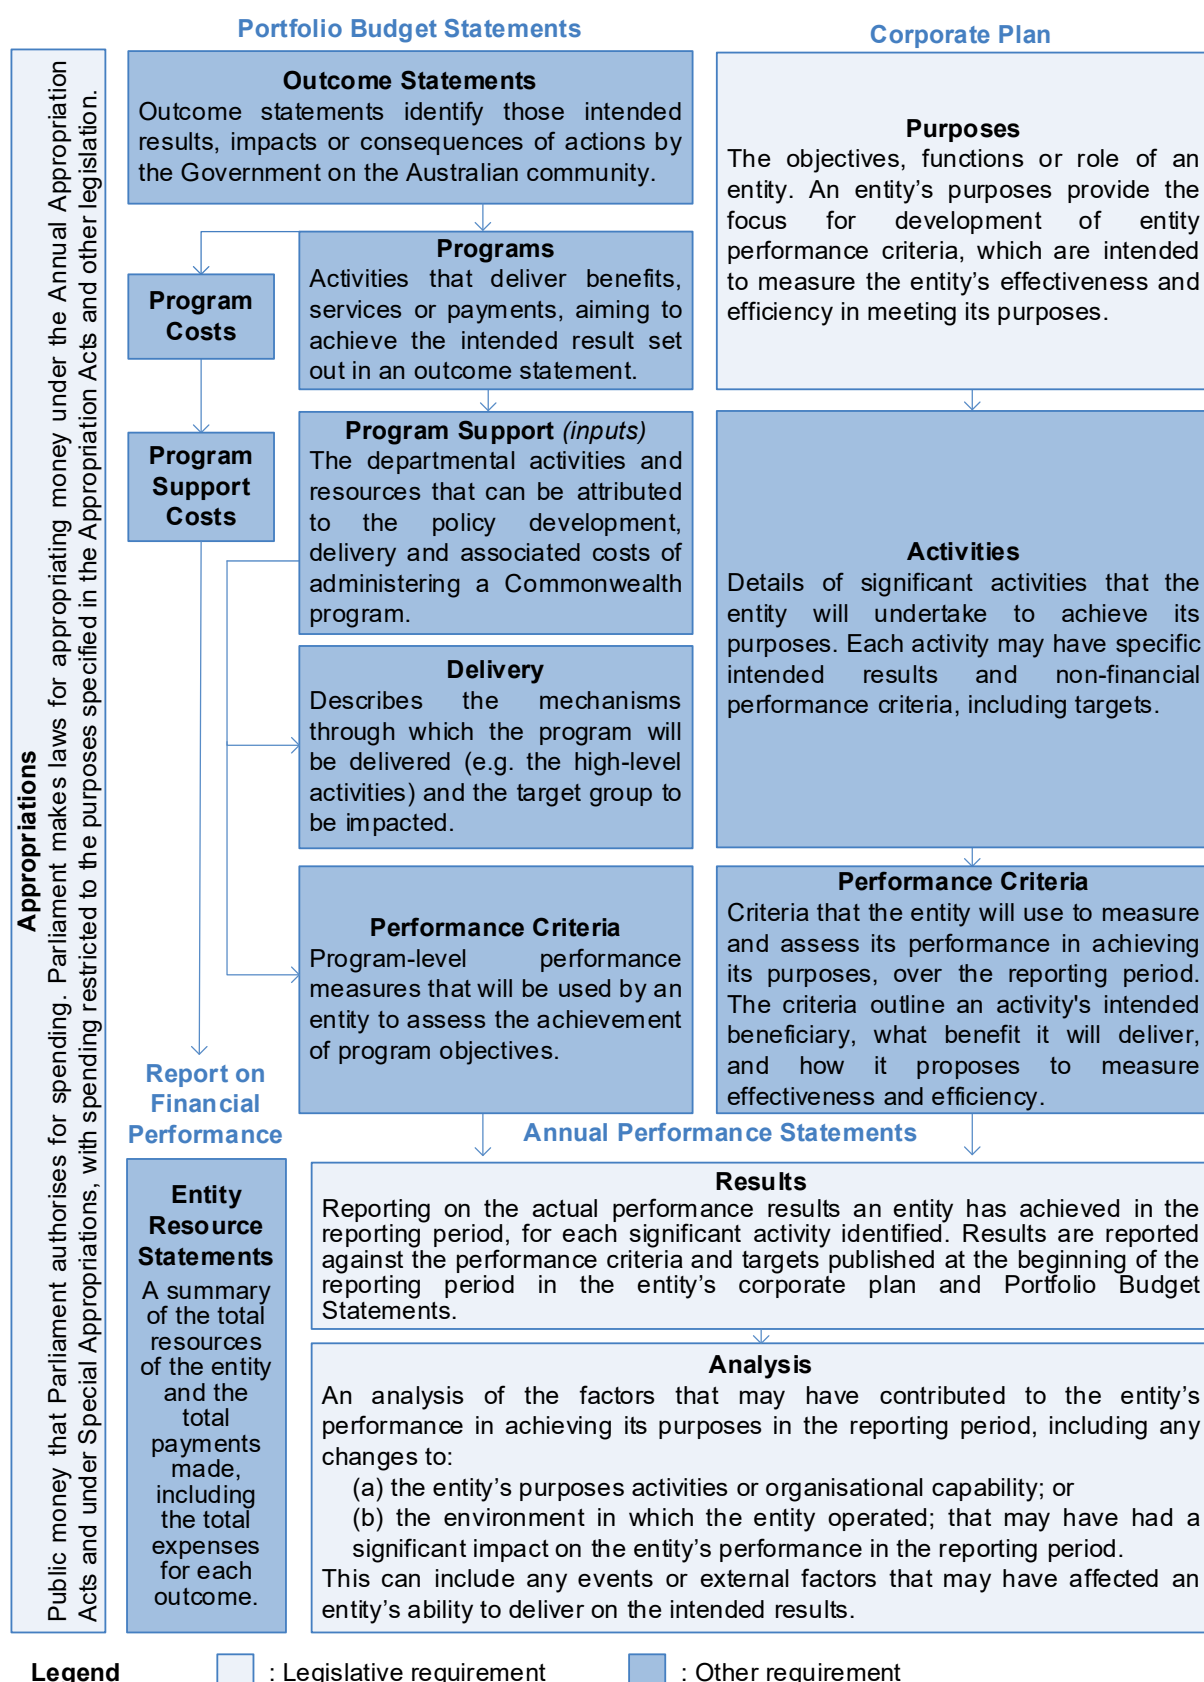 Portfolio Budget Statements
Corporate Plan
Appropriations
Public money that Parliament authorises for spending. Parliament makes laws for appropriating money under the Annual Appropriation
Acts and under Special Appropriations, with spending restricted to the purposes specified in the Appropriation Acts and other legislation.
Outcome Statements
Outcome statements identify those intended
results, impacts or consequences of actions by
the Government on the Australian community.
Program
Costs
Programs
Activities that deliver benefits,
services or payments, aiming to
achieve the intended result set
out in an outcome statement.
Program
Support
Costs
Program Support (inputs)
The departmental activities and
resources that can be attributed
to the policy development,
delivery and associated costs of
administering a Commonwealth
program.
Delivery
Describes the mechanisms
through which the program will
be delivered (e.g. the high-level
activities) and the target group to
be impacted.
Performance Criteria
Program-level performance
measures that will be used by an
entity to assess the achievement
of program objectives.
Purposes
The objectives, functions or role of an
entity. An entity’s purposes provide the
focus for development of entity
performance criteria, which are intended
to measure the entity’s effectiveness and
efficiency in meeting its purposes.
Activities
Details of significant activities that the
entity will undertake to achieve its
purposes. Each activity may have specific
intended results and non-financial
performance criteria, including targets.
Performance Criteria
Criteria that the entity will use to measure
and assess its performance in achieving
its purposes, over the reporting period.
The criteria outline an activity's intended
beneficiary, what benefit it will deliver,
and how it proposes to measure
effectiveness and efficiency.
Report on
Financial
Performance
Entity
Resource
Statements
A summary
of the total
resources
of the entity
and the
total
payments
made,
including
the total
expenses
for each
outcome.
Annual Performance Statements
Results
Reporting on the actual performance results an entity has achieved in the
reporting period, for each significant activity identified. Results are reported
against the performance criteria and targets published at the beginning of the
reporting period in the entity’s corporate plan and Portfolio Budget
Statements.
Analysis
An analysis of the factors that may have contributed to the entity’s
performance in achieving its purposes in the reporting period, including any
changes to:
(a) the entity’s purposes activities or organisational capability; or
(b) the environment in which the entity operated; that may have had a
significant impact on the entity’s performance in the reporting period.
This can include any events or external factors that may have affected an
entity’s ability to deliver on the intended results.
Legend
: Legislative requirement
: Other requirement